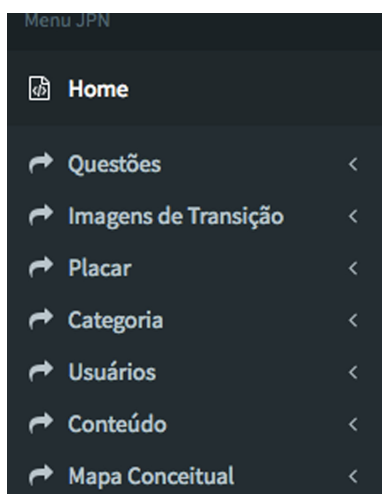 Menu JPN
Home
Questões
Imagens de Transição
Placar
Categoria
Usuários
Conteúdo
Mapa Conceitual